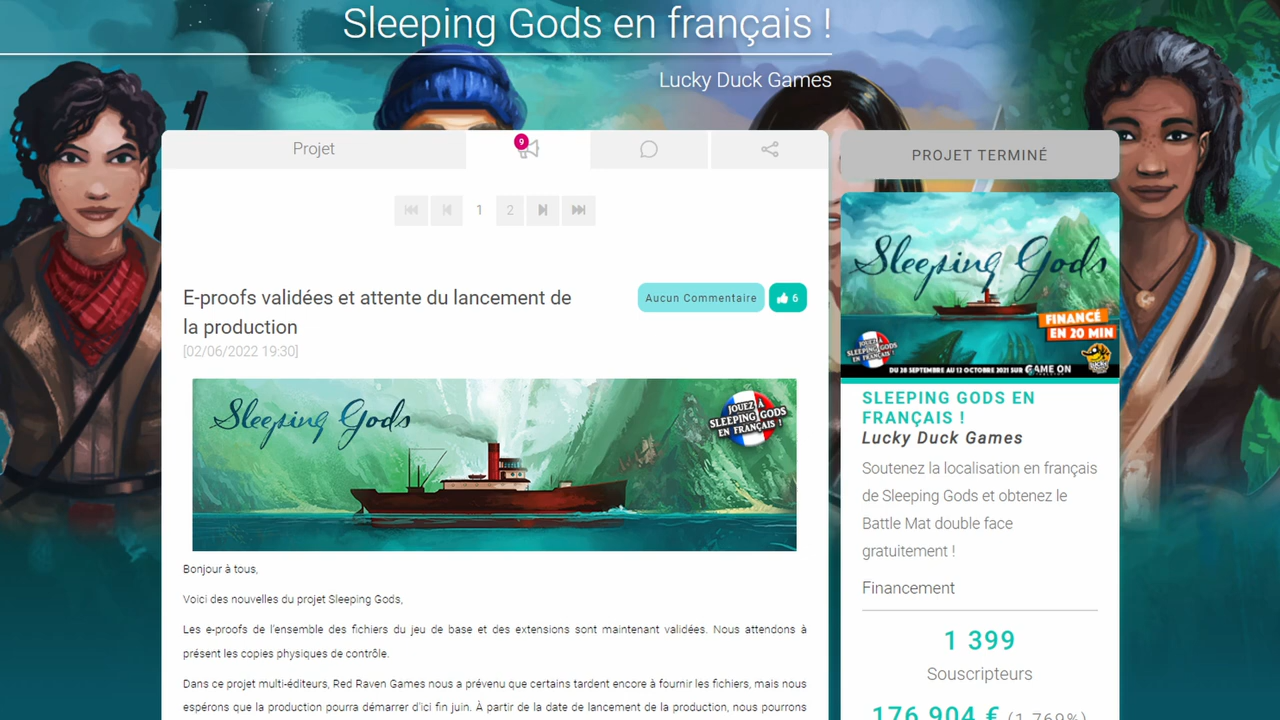 Sleeping Gods en français !
Lucky Duck Games
Projet
9
1
2
E-proofs validées et attente du lancement de
la production
[02/06/2022 19:30]
Aucun Commentaire
6
Sleeping Gods
JOUEZ À
SLEEPING GODS
EN FRANÇAIS !
Bonjour à tous,
Voici des nouvelles du projet Sleeping Gods,
Les e-proofs de l'ensemble des fichiers du jeu de base et des extensions sont maintenant validées. Nous attendons à
présent les copies physiques de contrôle.
Dans ce projet multi-éditeurs, Red Raven Games nous a prévenu que certains tardent encore à fournir les fichiers, mais nous
espérons que la production pourra démarrer d'ici fin juin. À partir de la date de lancement de la production, nous pourrons
PROJET TERMINÉ
Sleeping Gods
FINANCÉ
EN 20 MIN
JOUEZ À
SLEEPING GODS
EN FRANÇAIS !
DU 28 SEPTEMBRE AU 12 OCTOBRE 2021 SUR GAME ON
SLEEPING GODS EN
FRANÇAIS !
Lucky Duck Games
Soutenez la localisation en français
de Sleeping Gods et obtenez le
Battle Mat double face
gratuitement !
Financement
1 399
Souscripteurs
176 904 € (1 769%)